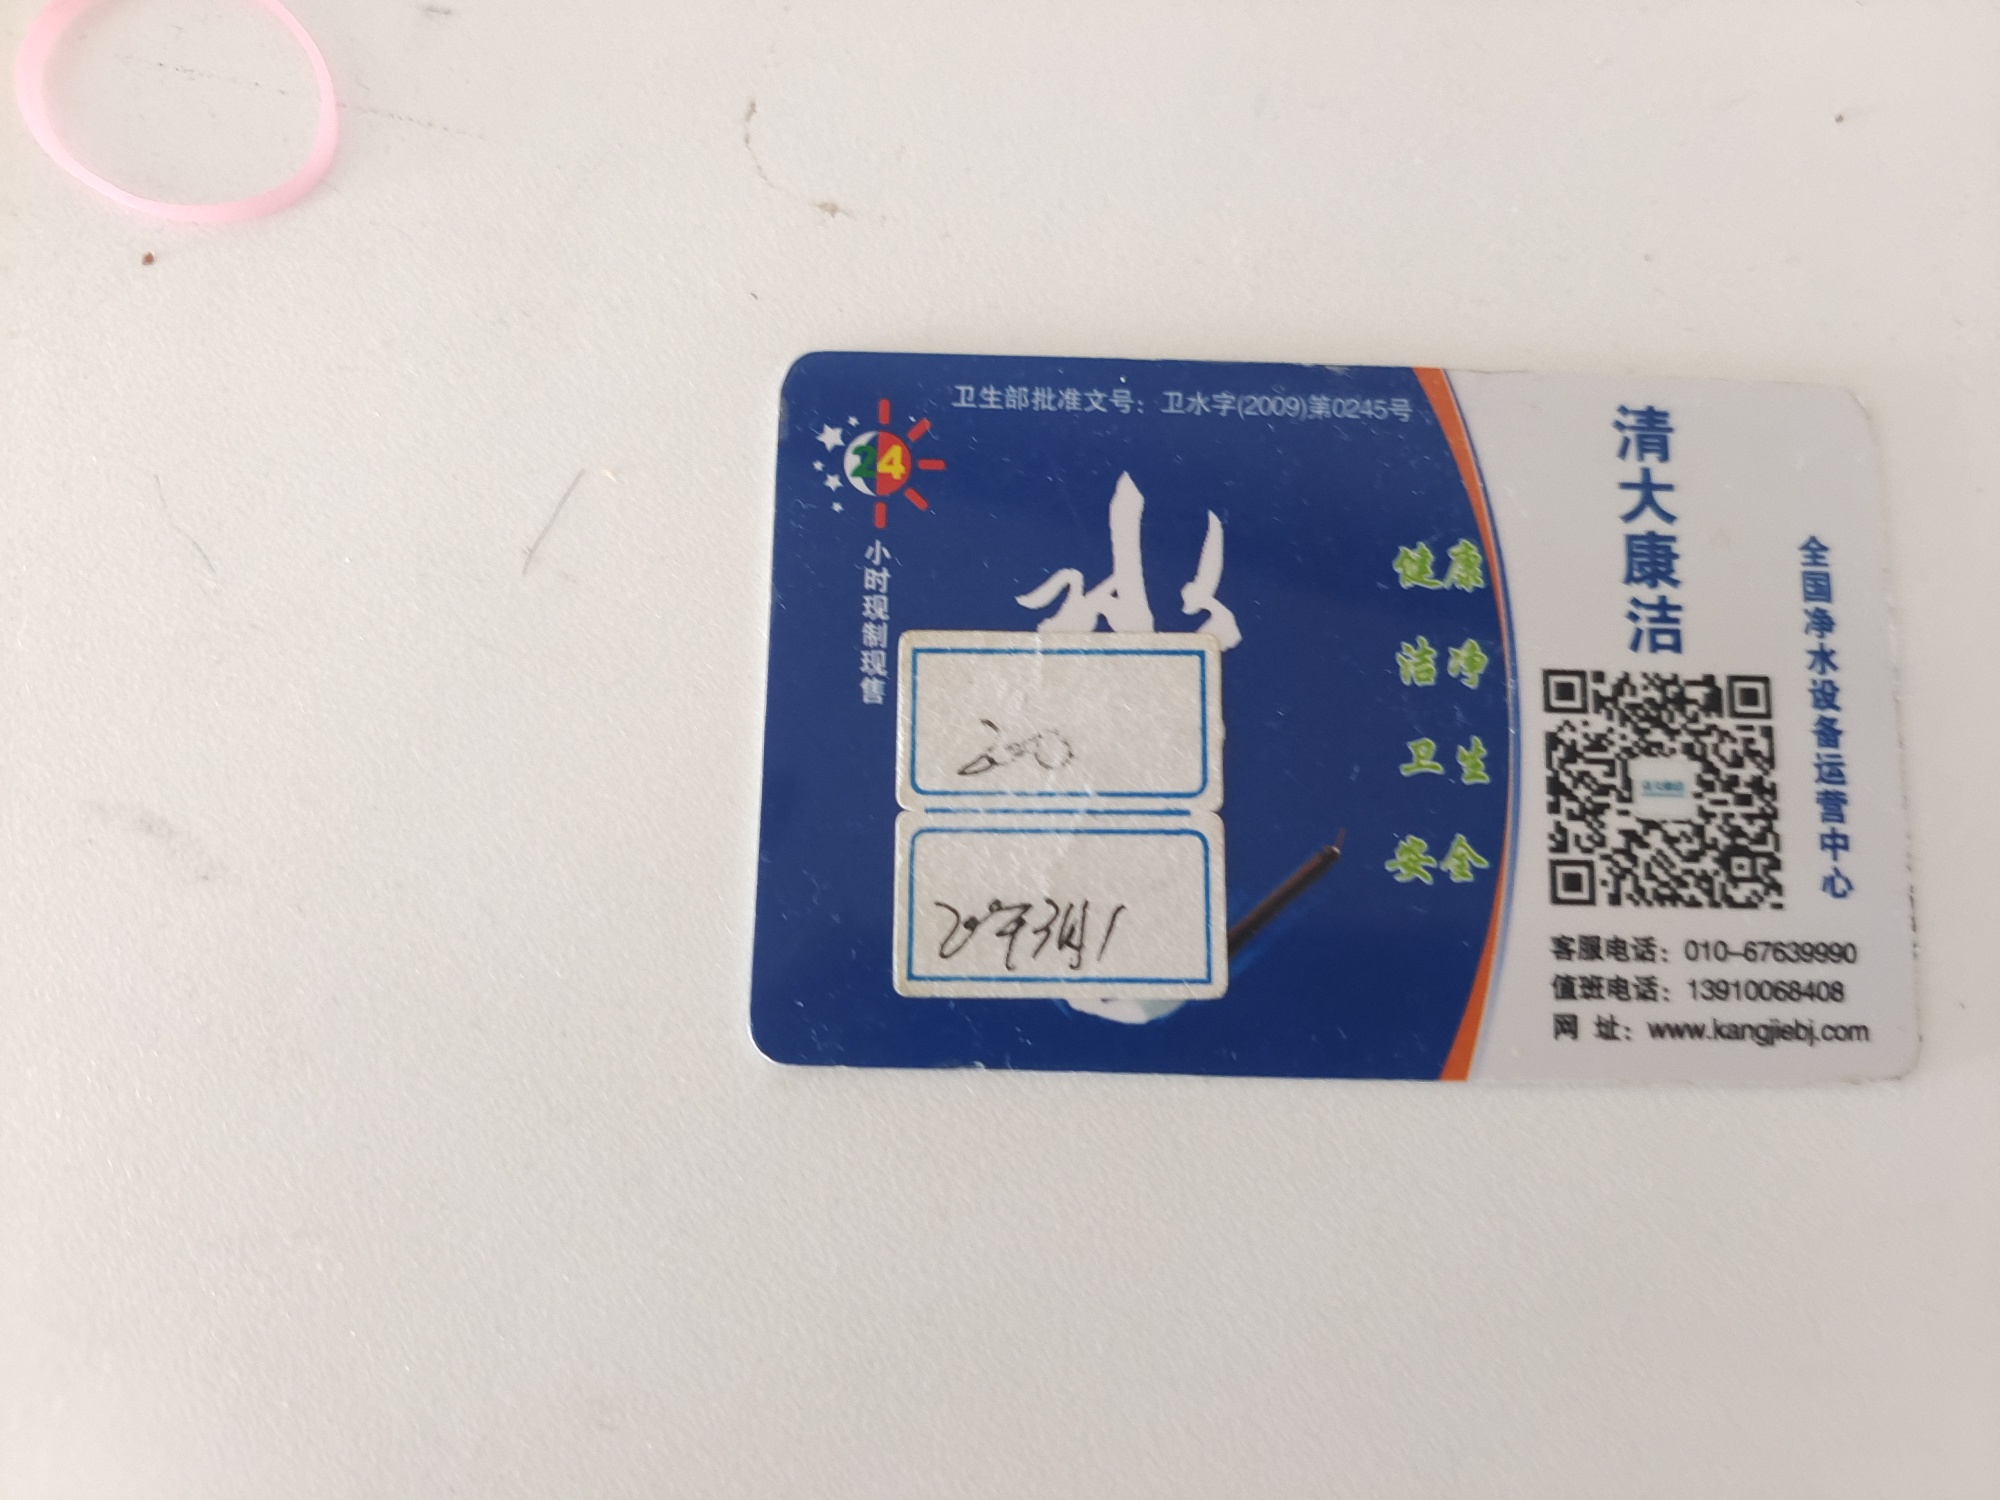 卫生部批准文号：卫水字(2009)第0245号
24
小时现制现售
水
健康
洁净
卫生
安全
200
清大康洁
全国净水设备运营中心
客服电话：010-67639990
值班电话：13910068408
网 址：www.kangjiebj.com